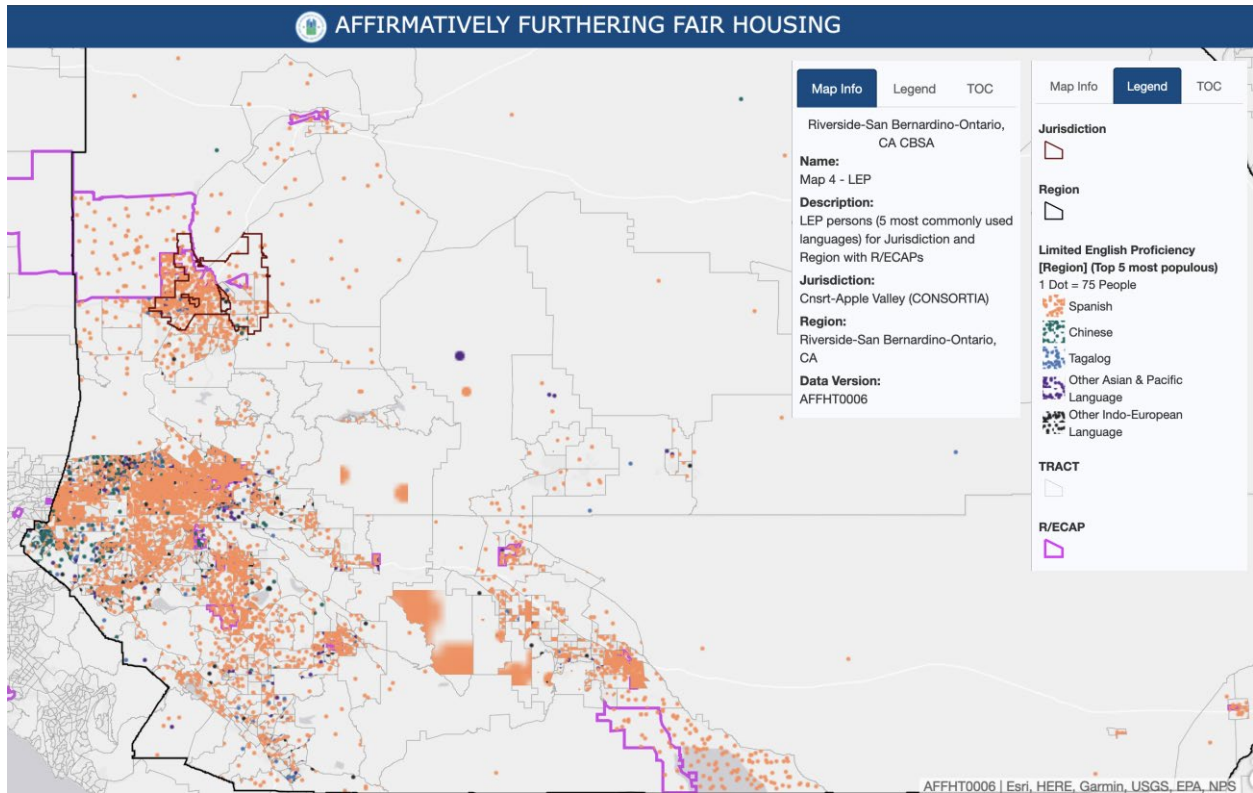 AFFIRMATIVELY FURTHERING FAIR HOUSING
Map Info
Legend
TOC
Riverside-San Bernardino-Ontario,
CA CBSA
Name:
Map 4 - LEP
Description:
LEP persons (5 most commonly used
languages) for Jurisdiction and
Region with R/ECAPs
Jurisdiction:
Cnsrt-Apple Valley (CONSORTIA)
Region:
Riverside-San Bernardino-Ontario,
CA
Data Version:
AFFHT0006
Map Info
Legend
TOC
Jurisdiction
Region
Limited English Proficiency
[Region] (Top 5 most populous)
1 Dot = 75 People
Spanish
Chinese
Tagalog
Other Asian & Pacific
Language
Other Indo-European
Language
TRACT
R/ECAP
AFFHT0006 | Esri, HERE, Garmin, USGS, EPA, NPS